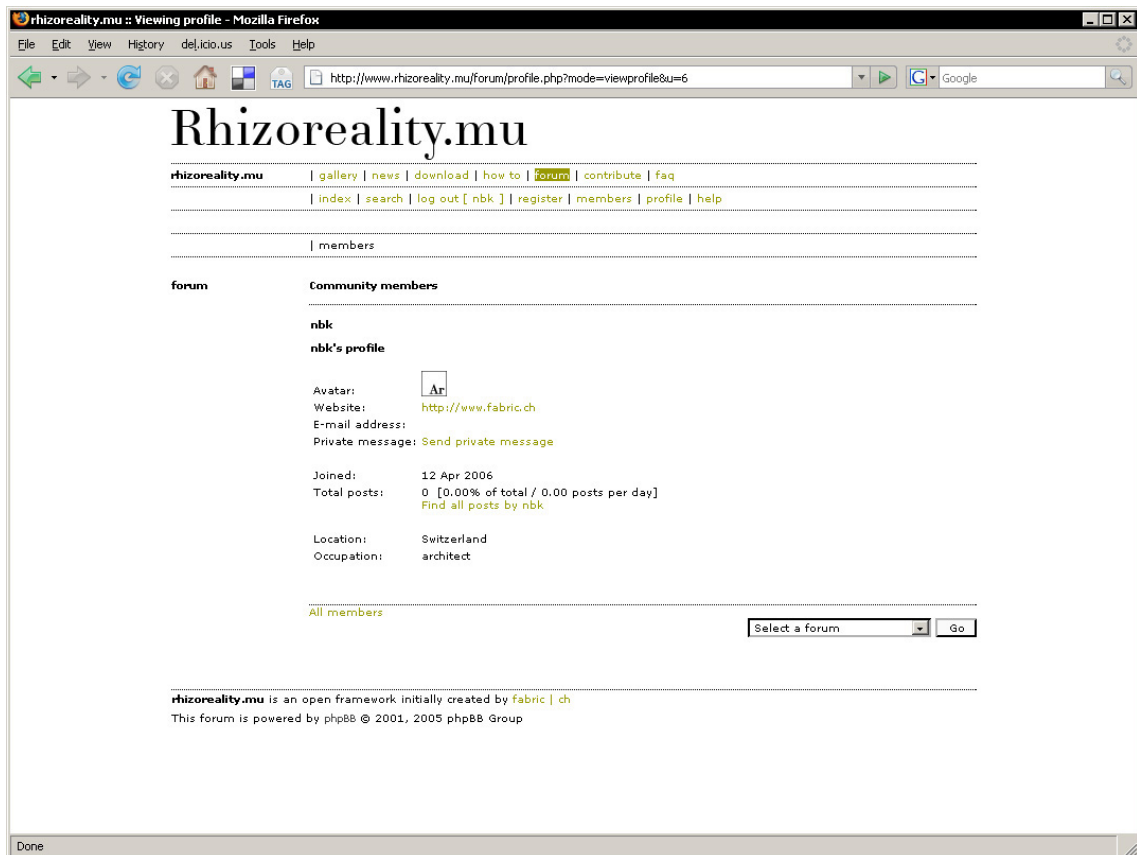 rhizoreality.mu :: Viewing profile - Mozilla Firefox
File Edit View History del.icio.us Tools Help
TAG http://www.rhizoreality.mu/forum/profile.php?mode=viewprofile&u=6 G Google
Rhizoreality.mu
rhizoreality.mu | gallery | news | download | how to | forum | contribute | faq
| index | search | log out [ nbk ] | register | members | profile | help
| members
forum Community members
nbk
nbk's profile
Avatar: Ar
Website: http://www.fabric.ch
E-mail address:
Private message: Send private message
Joined: 12 Apr 2006
Total posts: 0 [0.00% of total / 0.00 posts per day]
Find all posts by nbk
Location: Switzerland
Occupation: architect
All members
Select a forum Go
rhizoreality.mu is an open framework initially created by fabric | ch
This forum is powered by phpBB © 2001, 2005 phpBB Group
Done